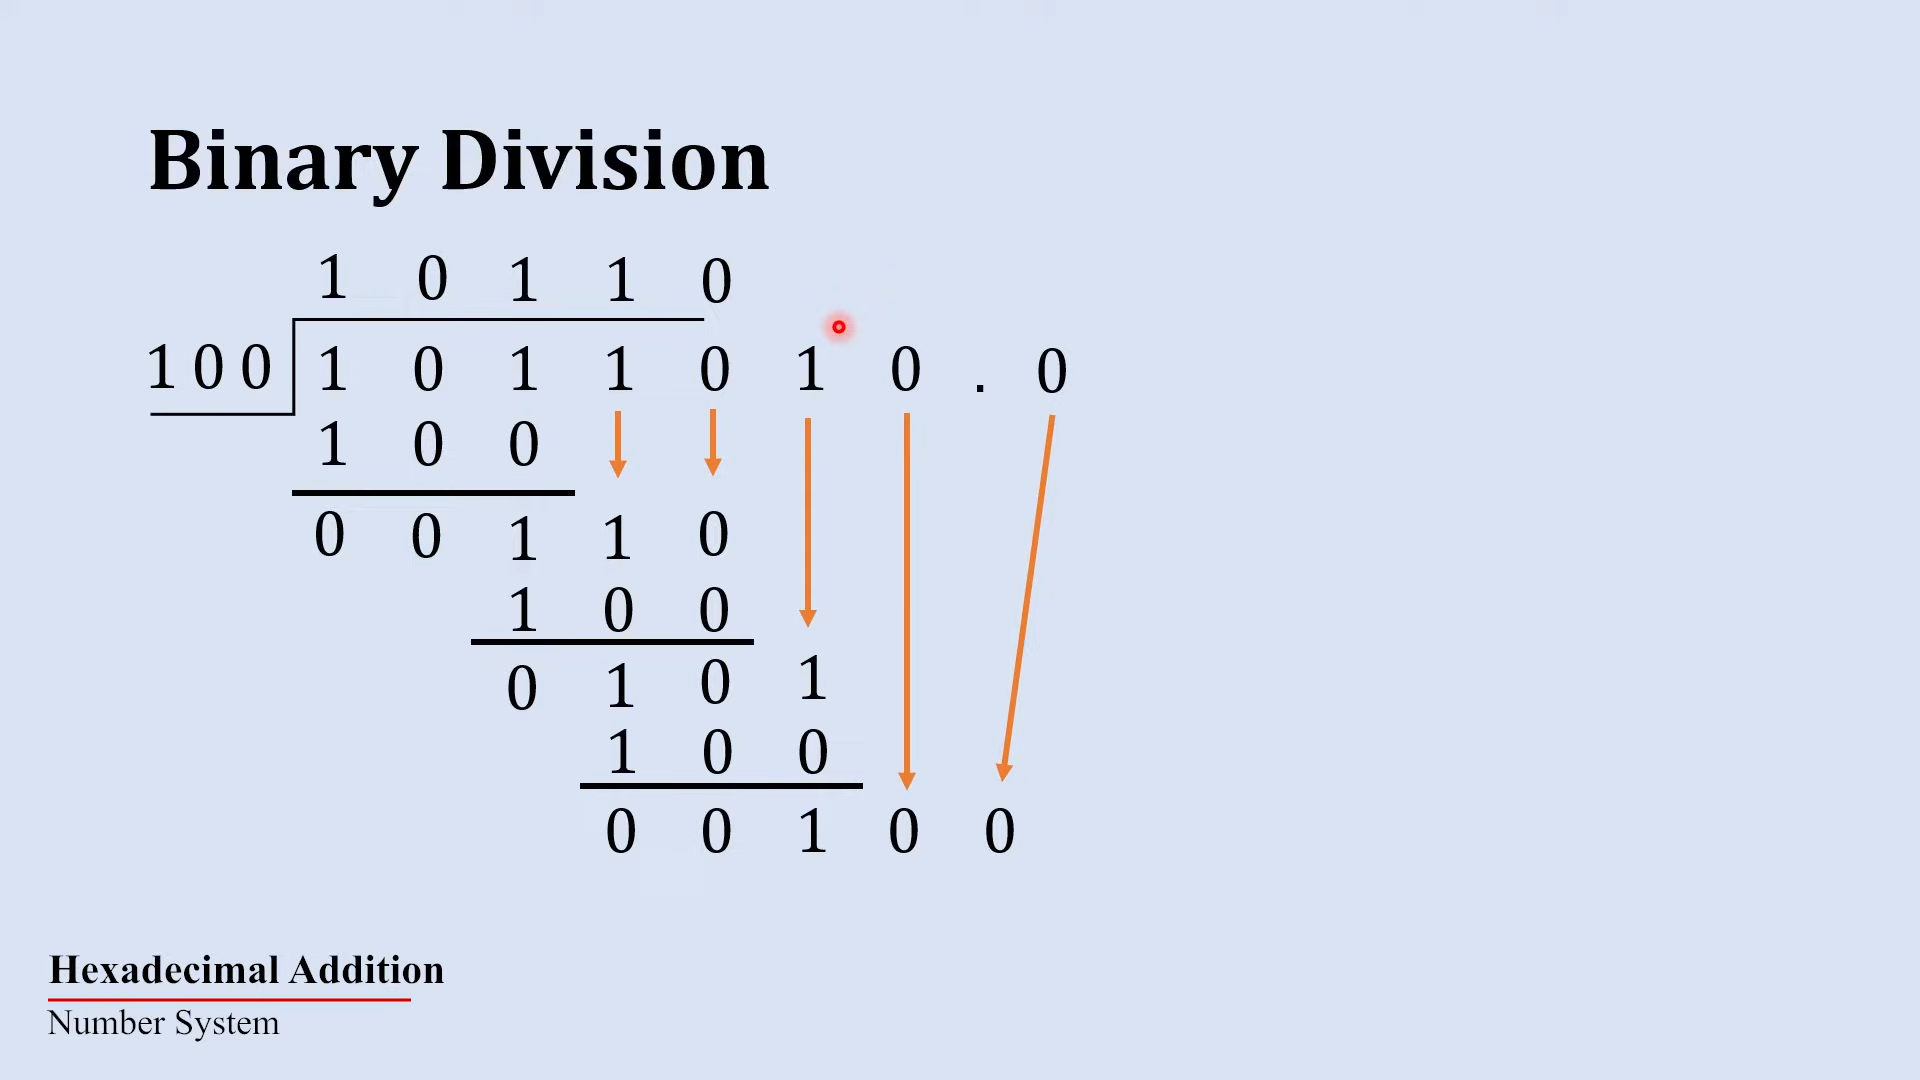 Binary Division
1 0 1 1 0
1 0 0 1 0 1 1 0 1 0 . 0
1 0 0
0 0 1 1 0
1 0 0
0 1 0 1
1 0 0
0 0 1 0 0
Hexadecimal Addition
Number System